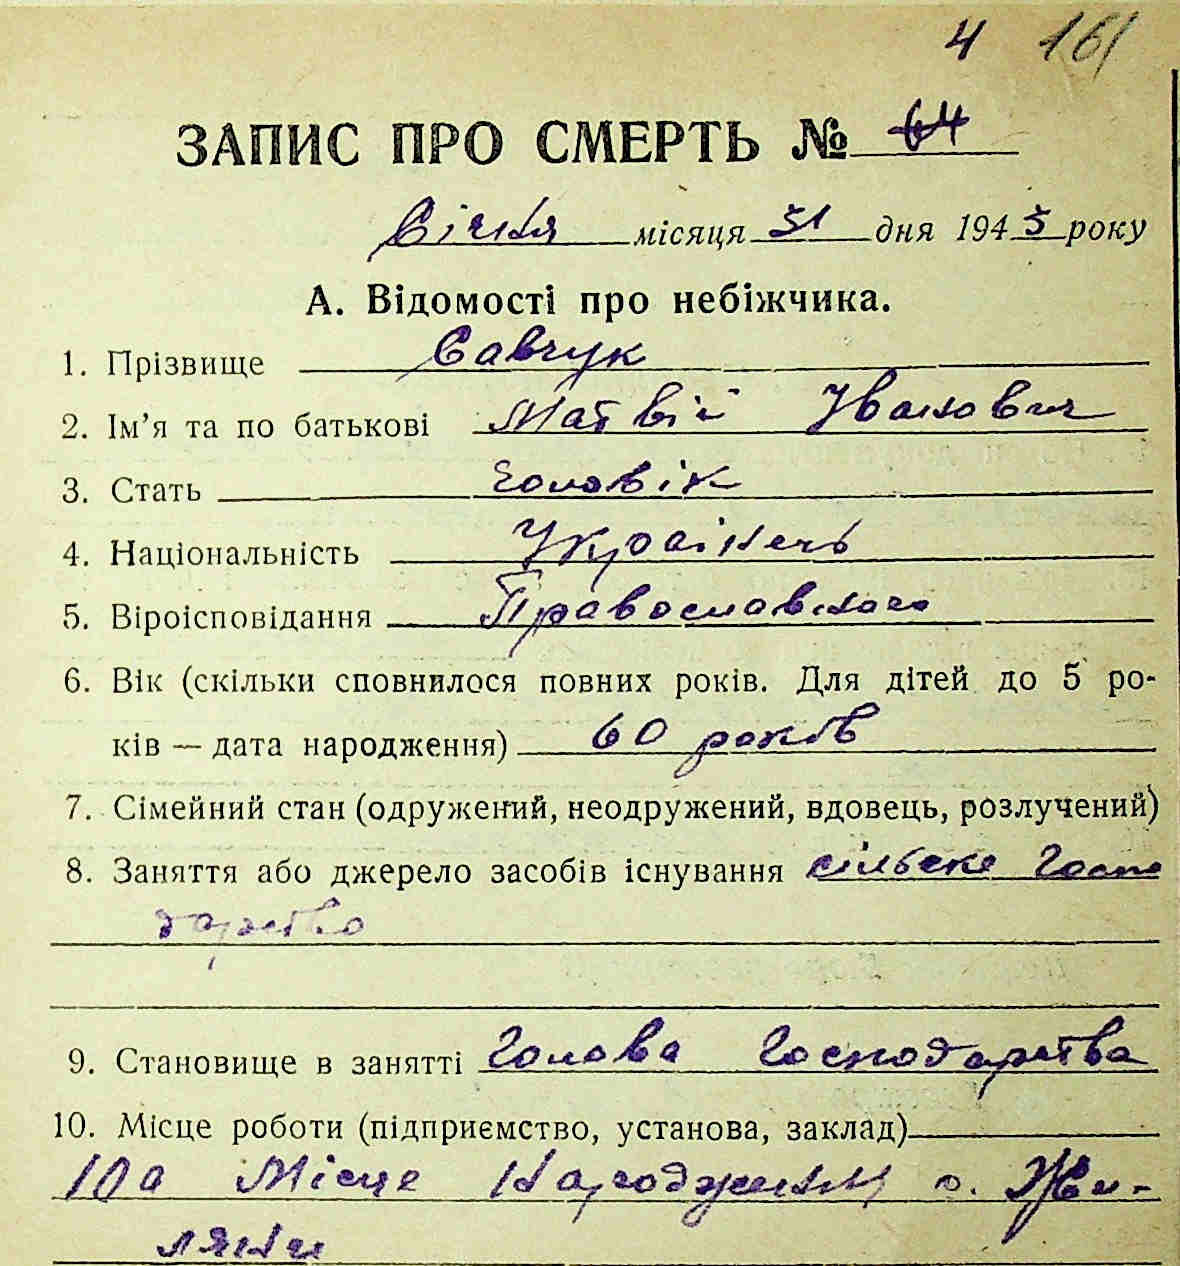 4 161
ЗАПИС ПРО СМЕРТЬ № 64
Січня місяця 31 дня 1943 року
А. Відомості про небіжчика.
1. Прізвище Савчук
2. Ім'я та по батькові Матвій Іванович
3. Стать Чоловік
4. Національність Українець
5. Віроісповідання Православного
6. Вік (скільки сповнилося повних років. Для дітей до 5 ро-
ків — дата народження) 60 років
7. Сімейний стан (одружений, неодружений, вдовець, розлучений)
8. Заняття або джерело засобів існування сільске госпо
дарство
9. Становище в занятті Голова Господарства
10. Місце роботи (підприємство, установа, заклад)
10а Місце Народження с.